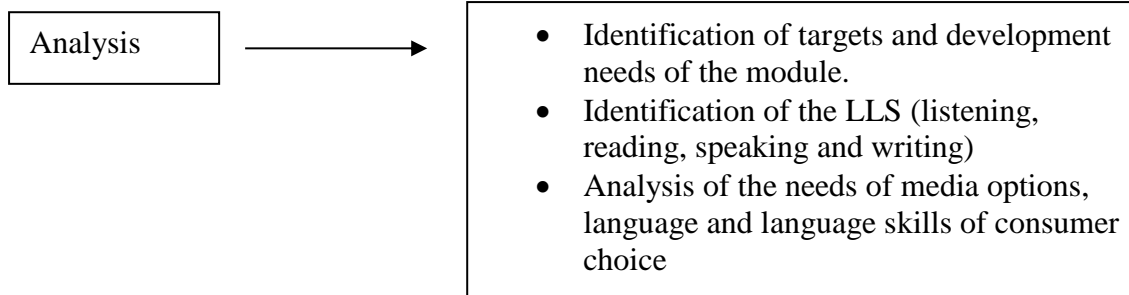 Analysis
• Identification of targets and development
needs of the module.
• Identification of the LLS (listening,
reading, speaking and writing)
• Analysis of the needs of media options,
language and language skills of consumer
choice